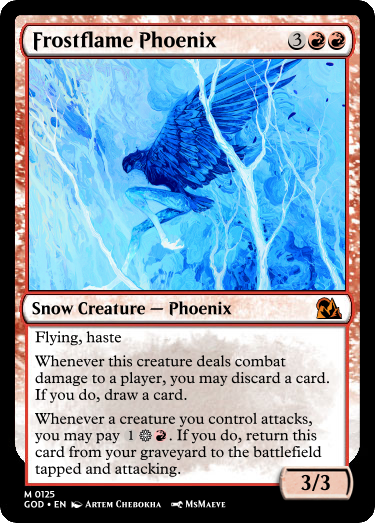 Frostflame Phoenix 3
Snow Creature — Phoenix
Flying, haste
Whenever this creature deals combat
damage to a player, you may discard a card.
If you do, draw a card.
Whenever a creature you control attacks,
you may pay 1 . If you do, return this
card from your graveyard to the battlefield
tapped and attacking.
3/3
M 0125
GOD • EN Artem Chebokha MsMaeve